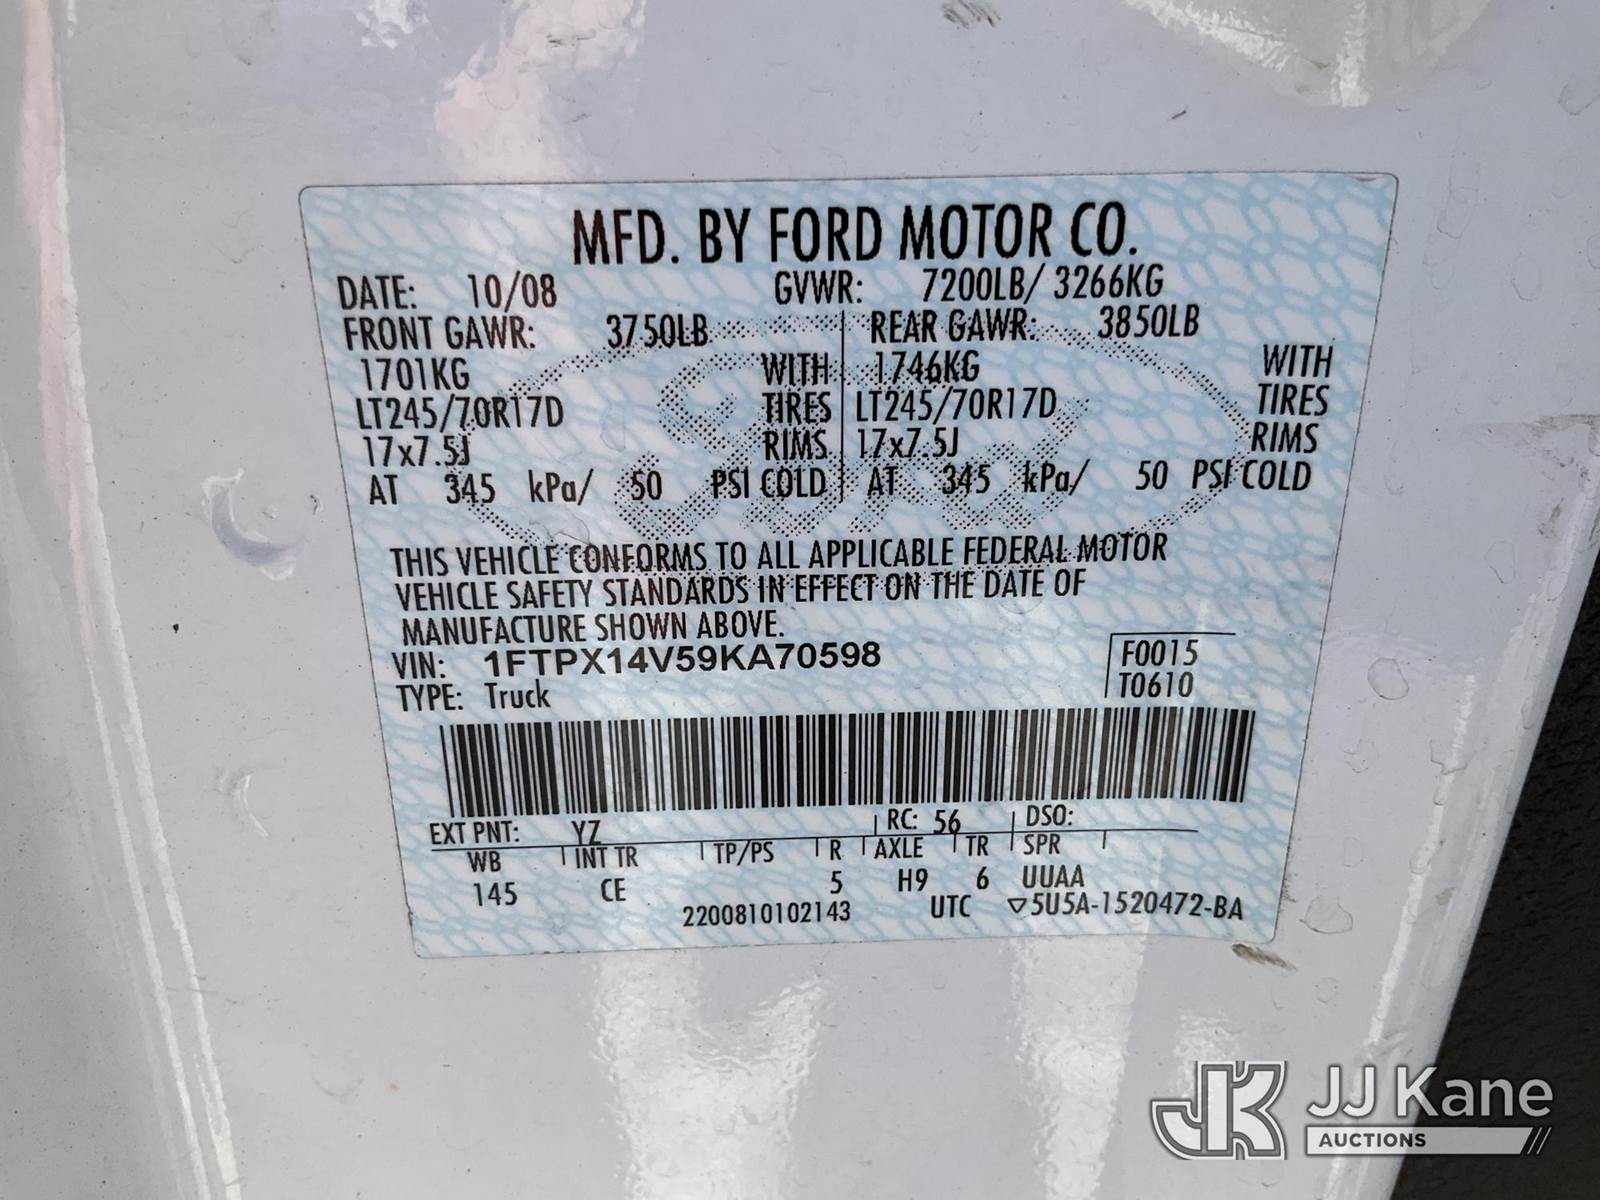 MFD. BY FORD MOTOR CO.
DATE: 10/08 GVWR: 7200LB/ 3266KG
FRONT GAWR: 3750LB REAR GAWR: 3850LB
1701KG WITH 1746KG WITH
LT245/70R17D TIRES LT245/70R17D TIRES
17x7.5J RIMS 17x7.5J RIMS
AT 345 kPa/ 50 PSI COLD AT 345 kPa/ 50 PSI COLD
THIS VEHICLE CONFORMS TO ALL APPLICABLE FEDERAL MOTOR
VEHICLE SAFETY STANDARDS IN EFFECT ON THE DATE OF
MANUFACTURE SHOWN ABOVE.
VIN: 1FTPX14V59KA70598 F0015
TYPE: Truck T0610
EXT PNT: YZ RC: 56 DSO:
WB INT TR TP/PS R AXLE TR SPR
145 CE 5 H9 6 UUAA
2200810102143 UTC ▽5U5A-1520472-BA
JK JJ Kane
AUCTIONS